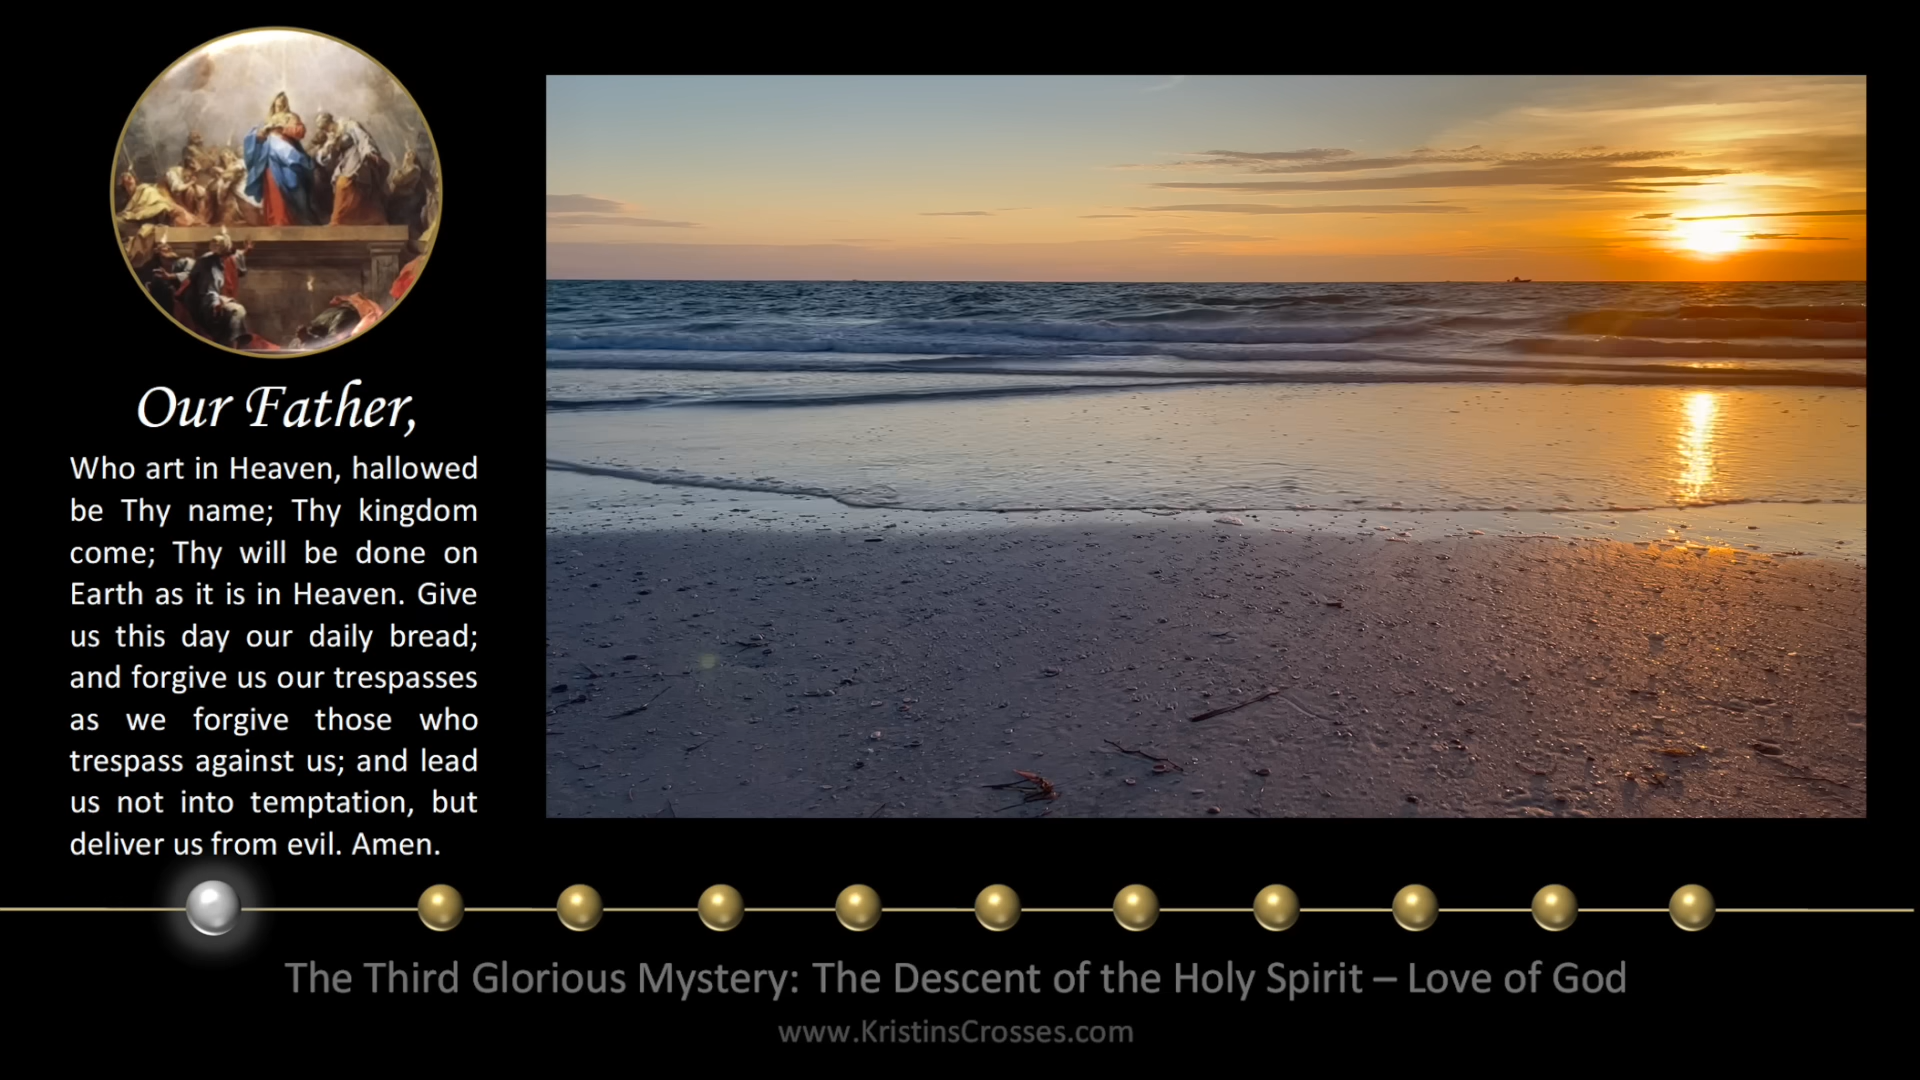 Our Father,
Who art in Heaven, hallowed
be Thy name; Thy kingdom
come; Thy will be done on
Earth as it is in Heaven. Give
us this day our daily bread;
and forgive us our trespasses
as we forgive those who
trespass against us; and lead
us not into temptation, but
deliver us from evil. Amen.
The Third Glorious Mystery: The Descent of the Holy Spirit – Love of God
www.KristinsCrosses.com